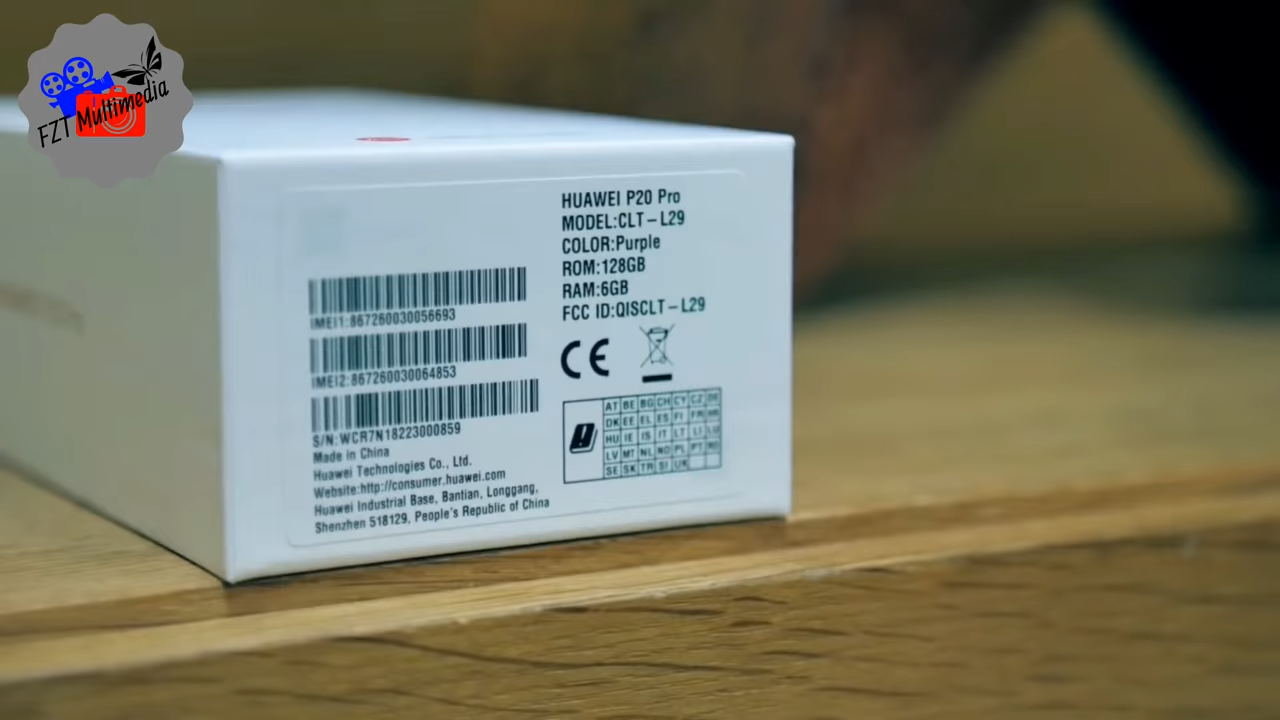 FZT Multimedia
HUAWEI P20 Pro
MODEL:CLT-L29
COLOR:Purple
ROM:128GB
RAM:6GB
FCC ID:QISCLT-L29
IMEI1:867260030056693
IMEI2:867260030064853
S/N:WCR7N18223000859
Made in China
Huawei Technologies Co., Ltd.
Website:http://consumer.huawei.com
Huawei Industrial Base, Bantian, Longgang,
Shenzhen 518129, People's Republic of China
CE
AT BE BG CH CY CZ DE
DK EE EL ES FI FR HR
HU IE IS IT LT LI LU
LV MT NL NO PL PT RO
SE SK TR SI UK